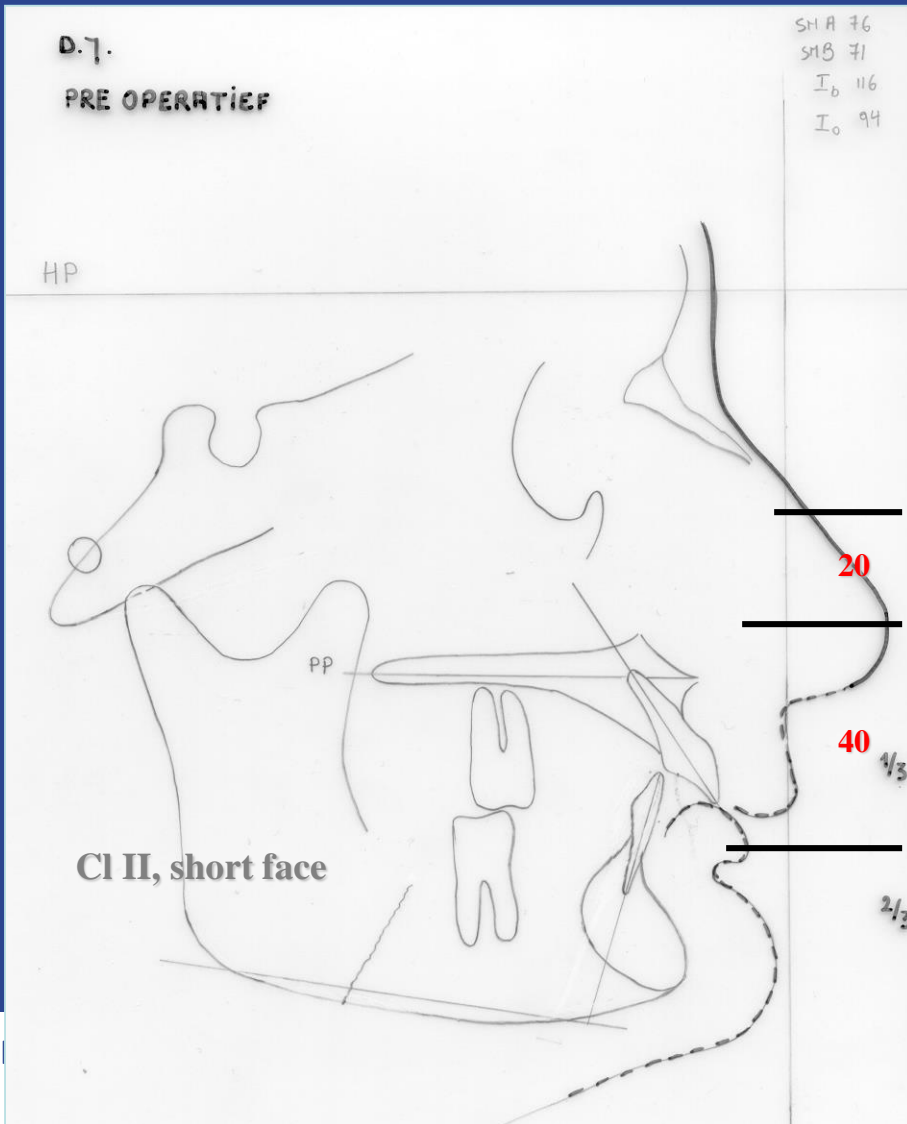 D.J.
PRE OPERATIEF
SNA 76
SNB 71
Ib 116
Io 94
HP
20
PP
40
1/3
Cl II, short face
2/3